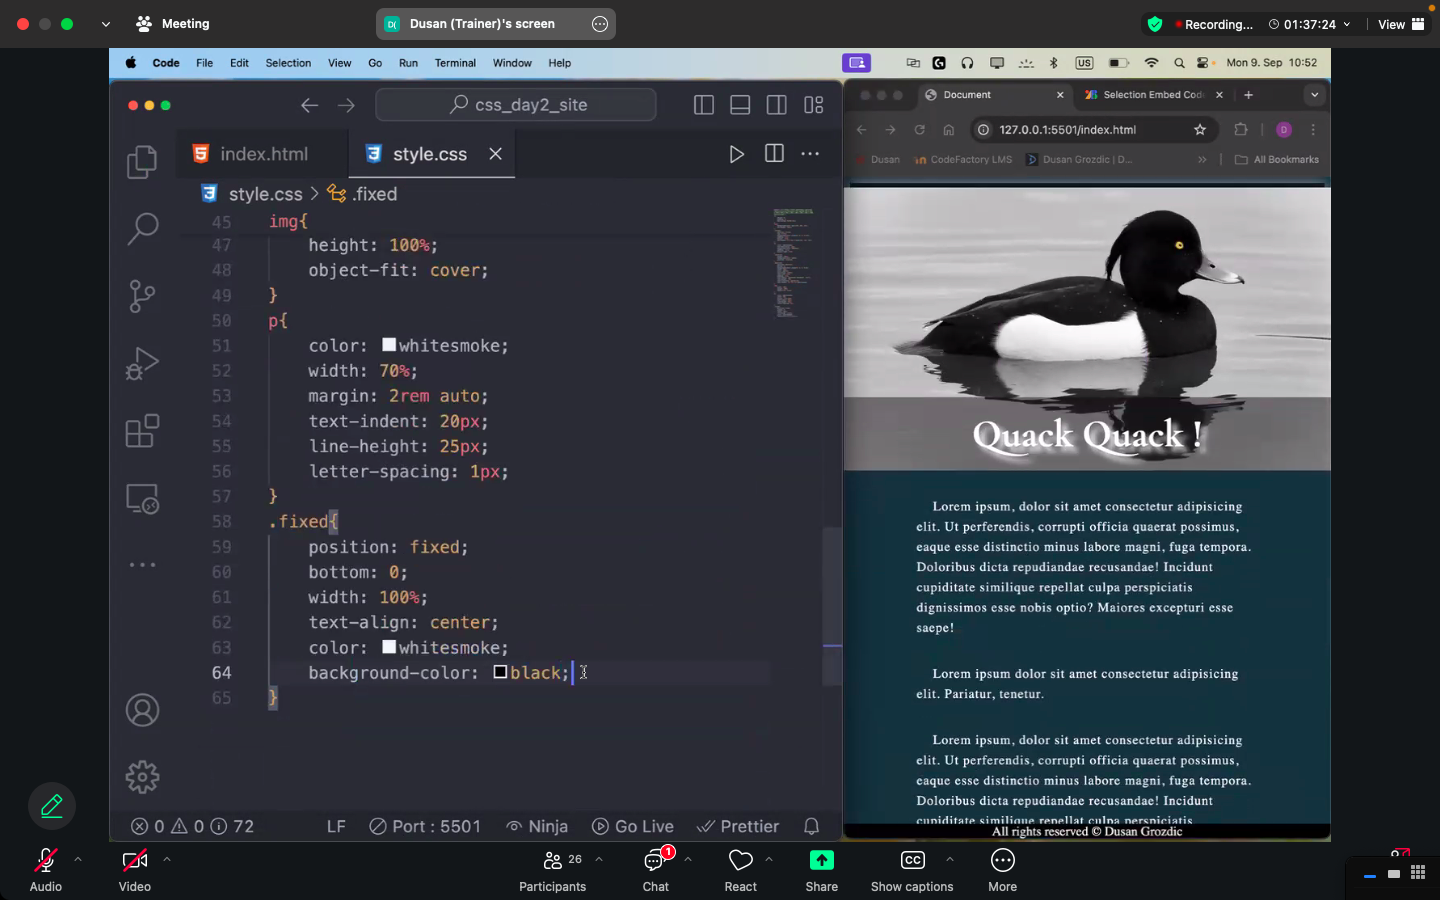 Meeting
D( Dusan (Trainer)'s screen
Recording...
01:37:24
View
Code File Edit Selection View Go Run Terminal Window Help
US
Mon 9. Sep 10:52
css_day2_site
index.html
style.css
style.css > .fixed
45 img{
47 height: 100%;
48 object-fit: cover;
49 }
50 p{
51 color: whitesmoke;
52 width: 70%;
53 margin: 2rem auto;
54 text-indent: 20px;
55 line-height: 25px;
56 letter-spacing: 1px;
57 }
58 .fixed{
59 position: fixed;
60 bottom: 0;
61 width: 100%;
62 text-align: center;
63 color: whitesmoke;
64 background-color: black;
65 }
0 0 72
LF
Port : 5501
Ninja
Go Live
Prettier
Document
Selection Embed Cod
127.0.0.1:5501/index.html
D
Dusan
CodeFactory LMS
Dusan Grozdic | D...
All Bookmarks
Quack Quack !
Lorem ipsum, dolor sit amet consectetur adipisicing
elit. Ut perferendis, corrupti officia quaerat possimus,
eaque esse distinctio minus labore magni, fuga tempora.
Doloribus dicta repudiandae recusandae! Incidunt
cupiditate similique repellat culpa perspiciatis
dignissimos esse nobis optio? Maiores excepturi esse
saepe!
Lorem ipsum, dolor sit amet consectetur adipisicing
elit. Pariatur, tenetur.
Lorem ipsum, dolor sit amet consectetur adipisicing
elit. Ut perferendis, corrupti officia quaerat possimus,
eaque esse distinctio minus labore magni, fuga tempora.
Doloribus dicta repudiandae recusandae! Incidunt
cupiditate similique repellat culpa perspiciatis
All rights reserved © Dusan Grozdic
Audio
Video
26
Participants
1
Chat
React
Share
CC
Show captions
More